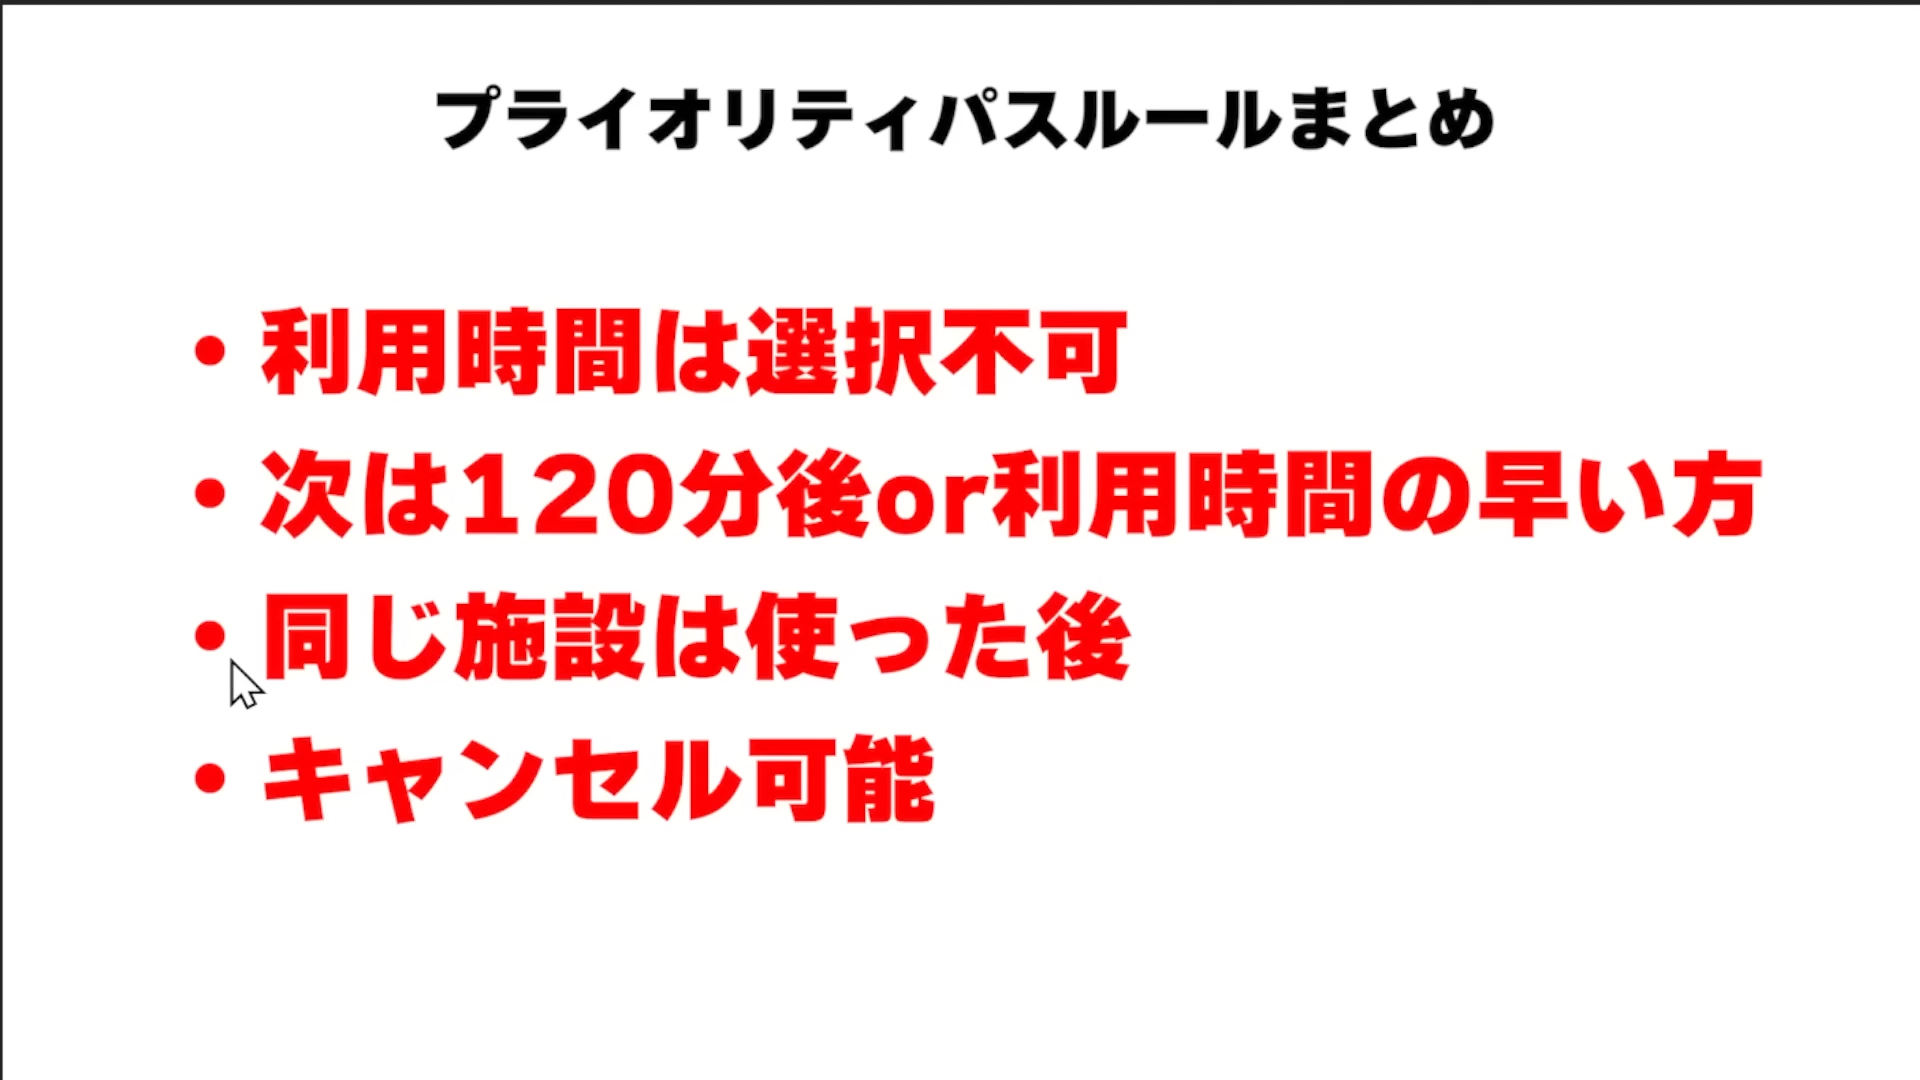 プライオリティパスルールまとめ
・利用時間は選択不可
・次は120分後or利用時間の早い方
・同じ施設は使った後
・キャンセル可能